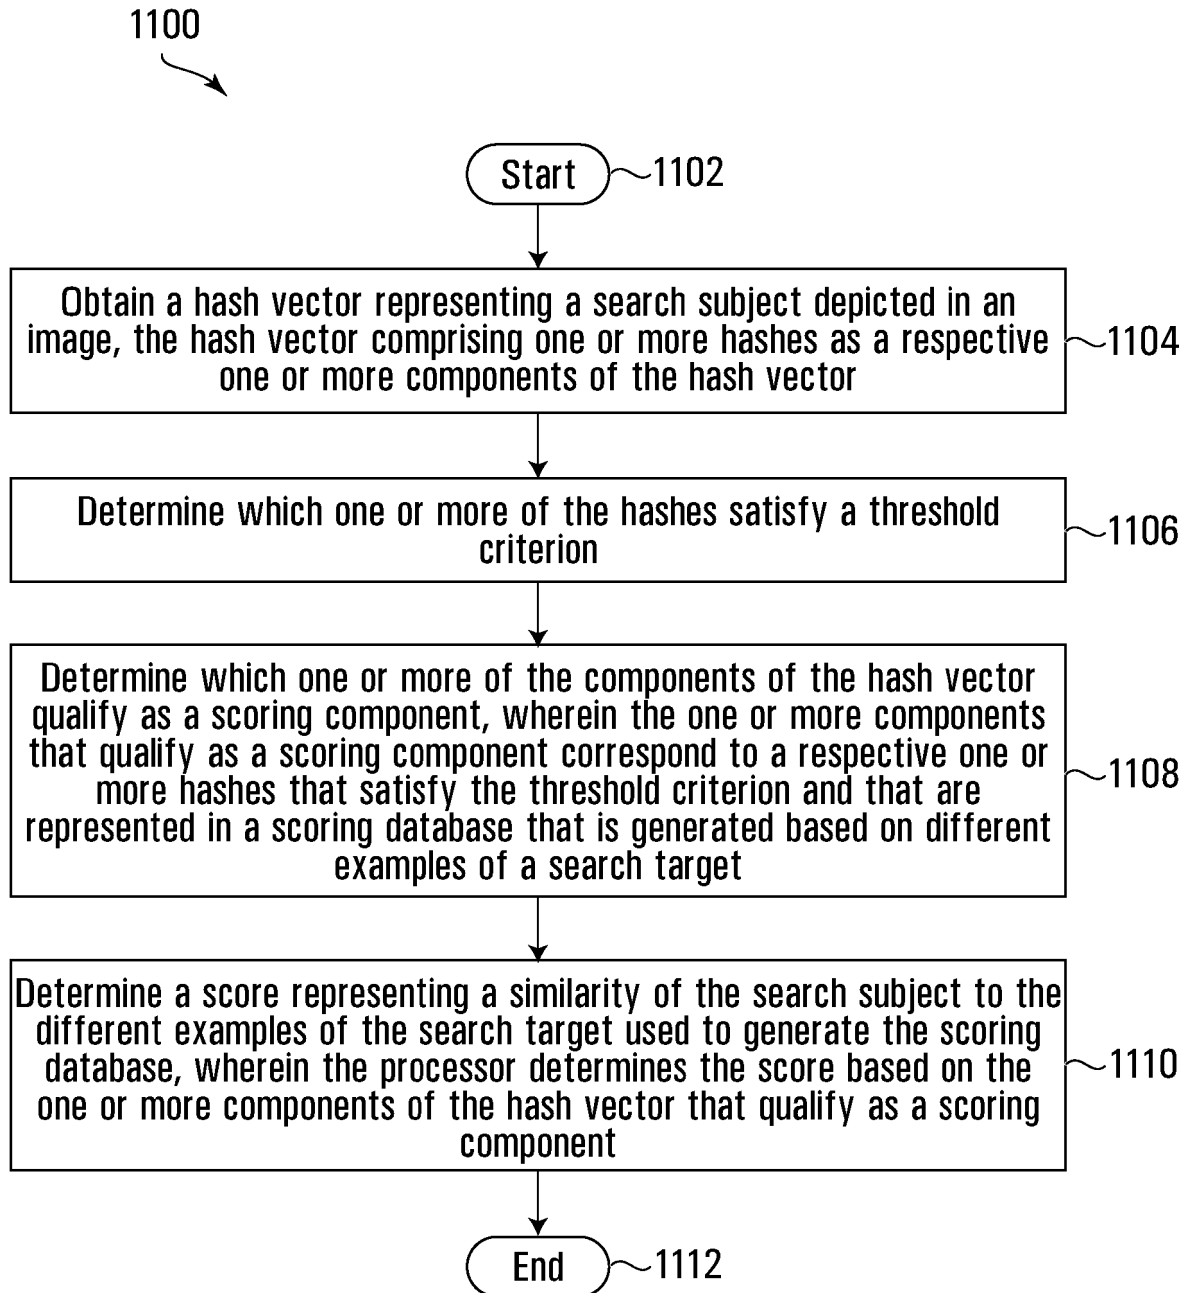 1100
Start
1102
Obtain a hash vector representing a search subject depicted in an
image, the hash vector comprising one or more hashes as a respective
one or more components of the hash vector
1104
Determine which one or more of the hashes satisfy a threshold
criterion
1106
Determine which one or more of the components of the hash vector
qualify as a scoring component, wherein the one or more components
that qualify as a scoring component correspond to a respective one or
more hashes that satisfy the threshold criterion and that are
represented in a scoring database that is generated based on different
examples of a search target
1108
Determine a score representing a similarity of the search subject to the
different examples of the search target used to generate the scoring
database, wherein the processor determines the score based on the
one or more components of the hash vector that qualify as a scoring
component
1110
End
1112